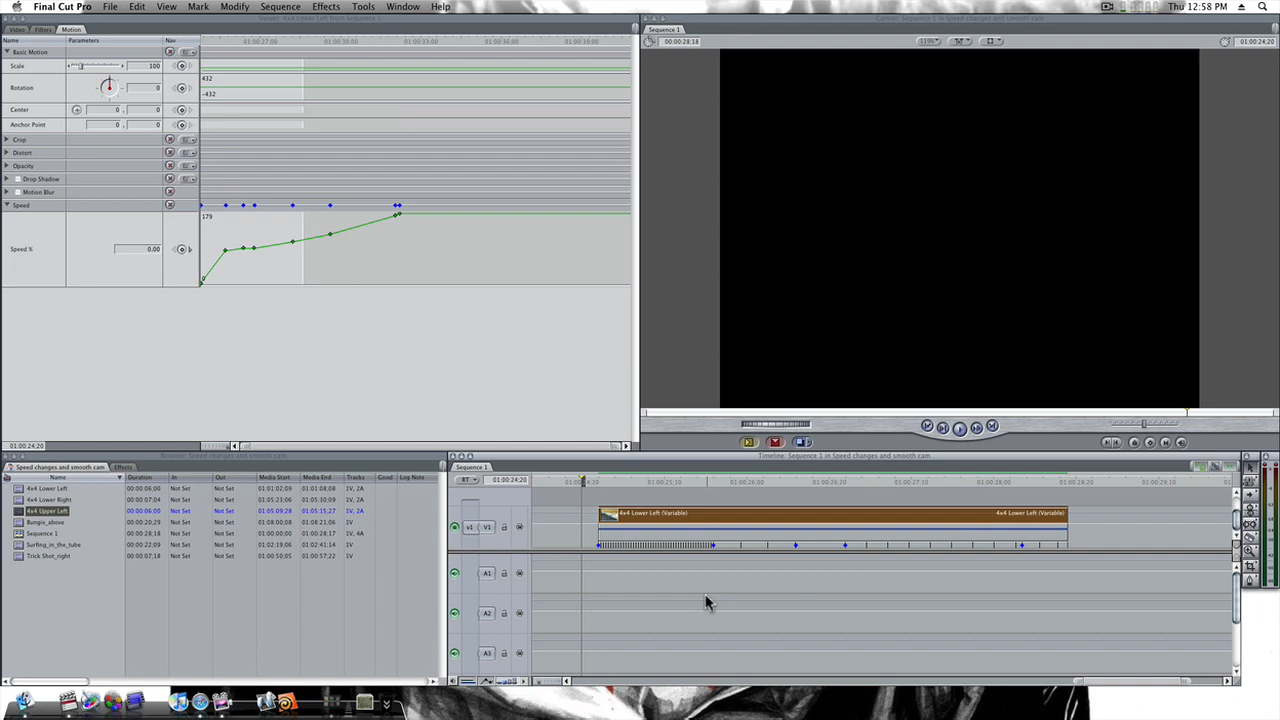 Final Cut Pro File Edit View Mark Modify Sequence Effects Tools Window Help Thu 12:58 PM
Viewer: 4x4 Lower Left from Sequence 1
Canvas: Sequence 1 in Speed changes and smooth cam
Video Filters Motion
Sequence 1
Name Parameters Nav 01:00:27;00 01:00:30;00 01:00:33;00 01:00:36;00 01:00:39;00
00:00:28;18 119% 01:00:24;20
Basic Motion
Scale 100
Rotation 0 432 -432
Center 0 , 0
Anchor Point 0 , 0
Crop
Distort
Opacity
Drop Shadow
Motion Blur
Speed
179
Speed % 0.00
0
01:00:24;20
Browser: Speed changes and smooth cam
Speed changes and smooth cam Effects
Name Duration In Out Media Start Media End Tracks Good Log Note
4x4 Lower Left 00:00:06;00 Not Set Not Set 01:01:02;09 01:01:08;08 1V, 2A
4x4 Lower Right 00:00:07;04 Not Set Not Set 01:05:23;06 01:05:30;09 1V, 2A
4x4 Upper Left 00:00:06;00 Not Set Not Set 01:05:09;28 01:05:15;27 1V, 2A
Bungie_above 00:00:20;29 Not Set Not Set 01:08:00;08 01:08:21;06 1V
Sequence 1 00:00:28;18 Not Set Not Set 01:00:00;00 01:00:28;17 1V, 4A
Surfing_in_the_tube 00:00:22;09 Not Set Not Set 01:02:19;06 01:02:41;14 1V
Trick Shot_right 00:00:07;18 Not Set Not Set 01:00:50;05 01:00:57;22 1V
Timeline: Sequence 1 in Speed changes and smooth cam
Sequence 1
RT 01:00:24;20 01:00:25;10 01:00:26;00 01:00:26;20 01:00:27;10 01:00:28;00 01:00:28;20 01:00:29;10
v1 V1 4x4 Lower Left (Variable) 4x4 Lower Left (Variable)
A1
A2
A3